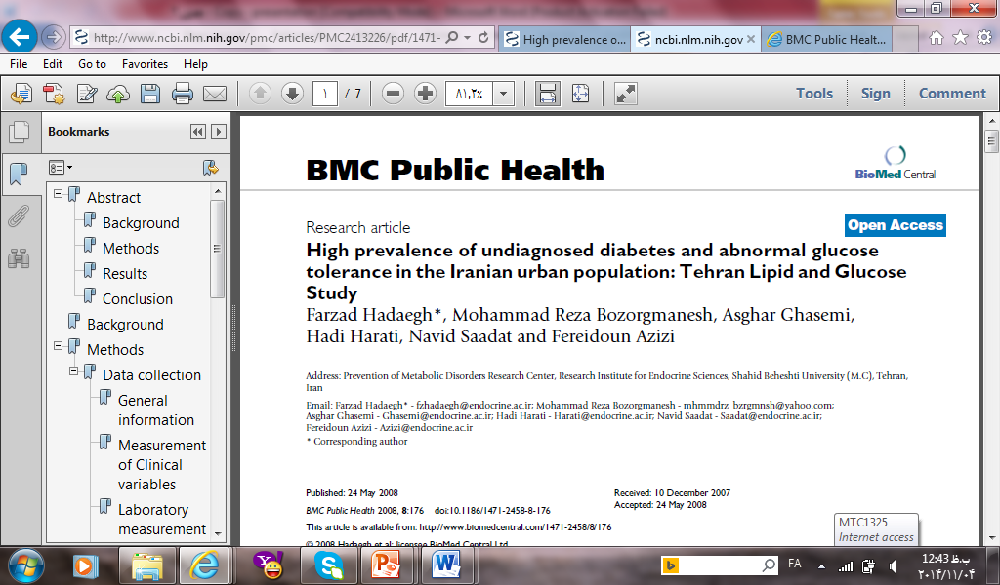 http://www.ncbi.nlm.nih.gov/pmc/articles/PMC2413226/pdf/1471-
High prevalence o...
ncbi.nlm.nih.gov
BMC Public Healt...
File Edit Go to Favorites Help
1 / 7
۸۱,۲%
Tools Sign Comment
Bookmarks
Abstract
Background
Methods
Results
Conclusion
Background
Methods
Data collection
General
information
Measurement
of Clinical
variables
Laboratory
measurement
BMC Public Health
BioMed Central
Open Access
Research article
High prevalence of undiagnosed diabetes and abnormal glucose
tolerance in the Iranian urban population: Tehran Lipid and Glucose
Study
Farzad Hadaegh*, Mohammad Reza Bozorgmanesh, Asghar Ghasemi,
Hadi Harati, Navid Saadat and Fereidoun Azizi
Address: Prevention of Metabolic Disorders Research Center, Research Institute for Endocrine Sciences, Shahid Beheshti University (M.C), Tehran,
Iran
Email: Farzad Hadaegh* - fzhadaegh@endocrine.ac.ir; Mohammad Reza Bozorgmanesh - mhmmdrz_bzrgmnsh@yahoo.com;
Asghar Ghasemi - Ghasemi@endocrine.ac.ir; Hadi Harati - Harati@endocrine.ac.ir; Navid Saadat - Saadat@endocrine.ac.ir;
Fereidoun Azizi - Azizi@endocrine.ac.ir
* Corresponding author
Published: 24 May 2008
BMC Public Health 2008, 8:176 doi:10.1186/1471-2458-8-176
Received: 10 December 2007
Accepted: 24 May 2008
This article is available from: http://www.biomedcentral.com/1471-2458/8/176
© 2008 Hadaegh et al; licensee BioMed Central Ltd.
MTC1325
Internet access
FA
12:43 ب.ظ
۲۰۱۴/۱۱/۰۴